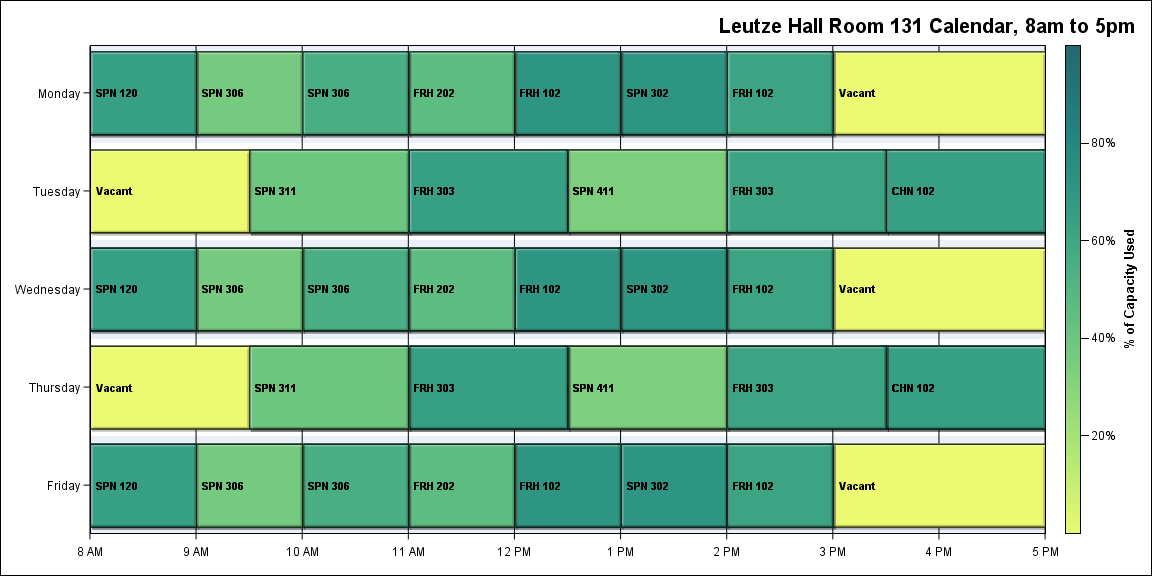 Leutze Hall Room 131 Calendar, 8am to 5pm
Monday SPN 120 SPN 306 SPN 306 FRH 202 FRH 102 SPN 302 FRH 102 Vacant
80%
Tuesday Vacant SPN 311 FRH 303 SPN 411 FRH 303 CHN 102
60%
Wednesday SPN 120 SPN 306 SPN 306 FRH 202 FRH 102 SPN 302 FRH 102 Vacant
% of Capacity Used
40%
Thursday Vacant SPN 311 FRH 303 SPN 411 FRH 303 CHN 102
20%
Friday SPN 120 SPN 306 SPN 306 FRH 202 FRH 102 SPN 302 FRH 102 Vacant
8 AM 9 AM 10 AM 11 AM 12 PM 1 PM 2 PM 3 PM 4 PM 5 PM